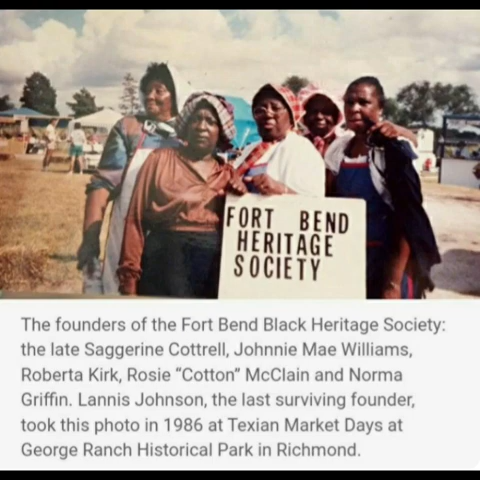 FORT BEND
HERITAGE
SOCIETY
The founders of the Fort Bend Black Heritage Society:
the late Saggerine Cottrell, Johnnie Mae Williams,
Roberta Kirk, Rosie “Cotton” McClain and Norma
Griffin. Lannis Johnson, the last surviving founder,
took this photo in 1986 at Texian Market Days at
George Ranch Historical Park in Richmond.